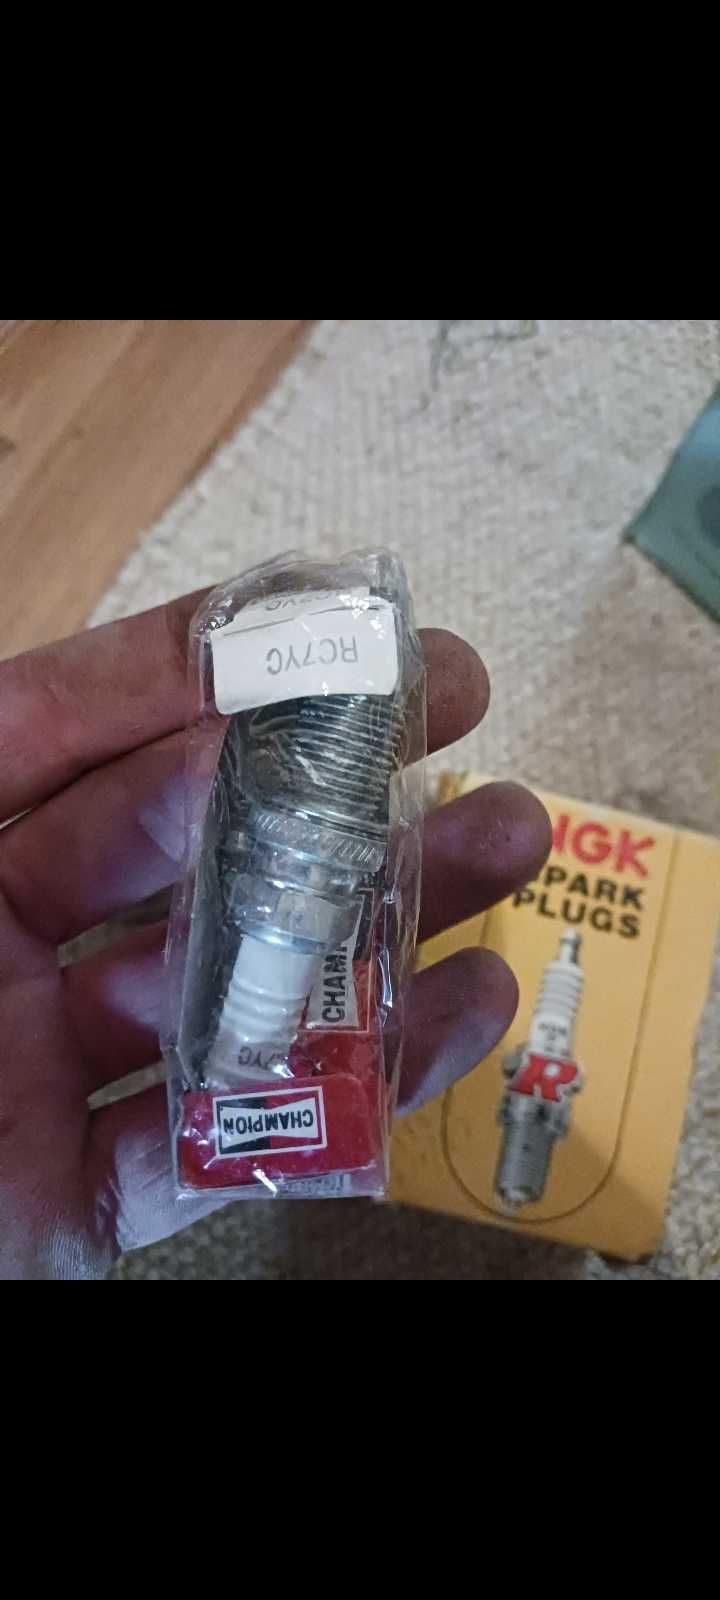 RC7YC
CHAMPION
NGK
SPARK
PLUGS
R